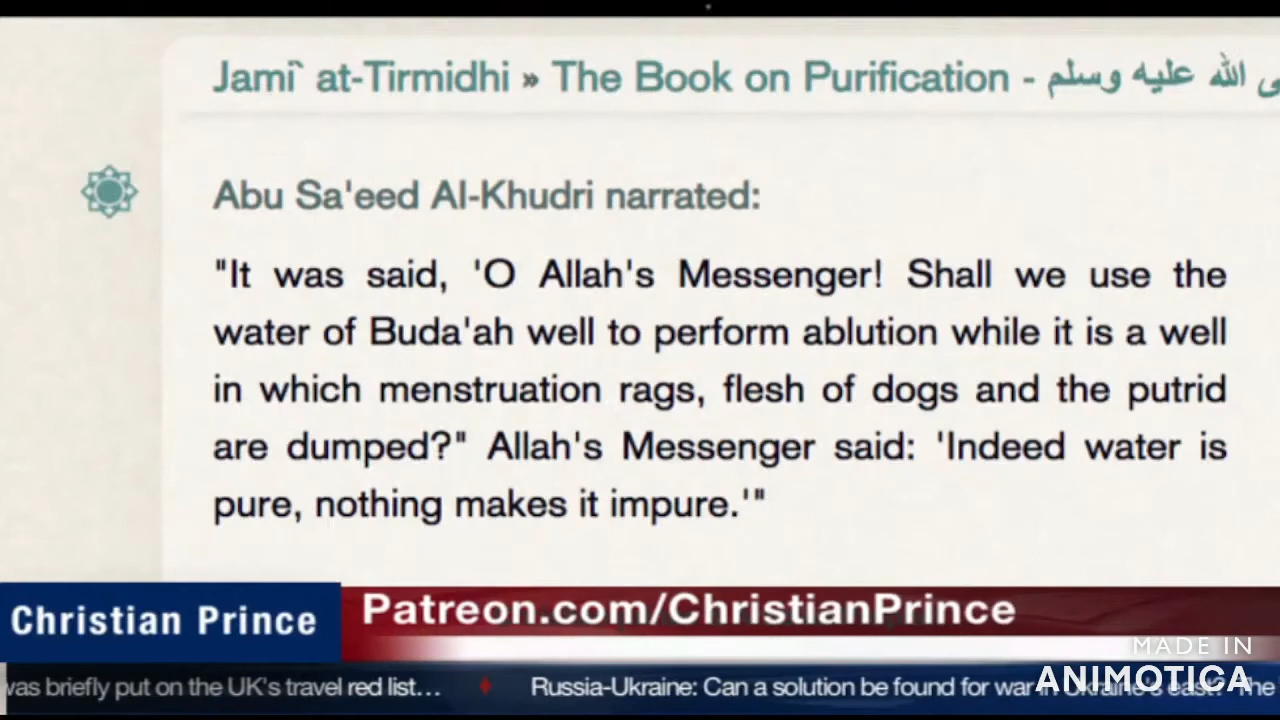 Jami` at-Tirmidhi » The Book on Purification - ى الله عليه وسلم
Abu Sa'eed Al-Khudri narrated:
"It was said, 'O Allah's Messenger! Shall we use the
water of Buda'ah well to perform ablution while it is a well
in which menstruation rags, flesh of dogs and the putrid
are dumped?" Allah's Messenger said: 'Indeed water is
pure, nothing makes it impure.'"
Christian Prince
Patreon.com/ChristianPrince
MADE IN
ANIMOTICA
was briefly put on the UK's travel red list... ♦ Russia-Ukraine: Can a solution be found for war in Ukraine's east? The